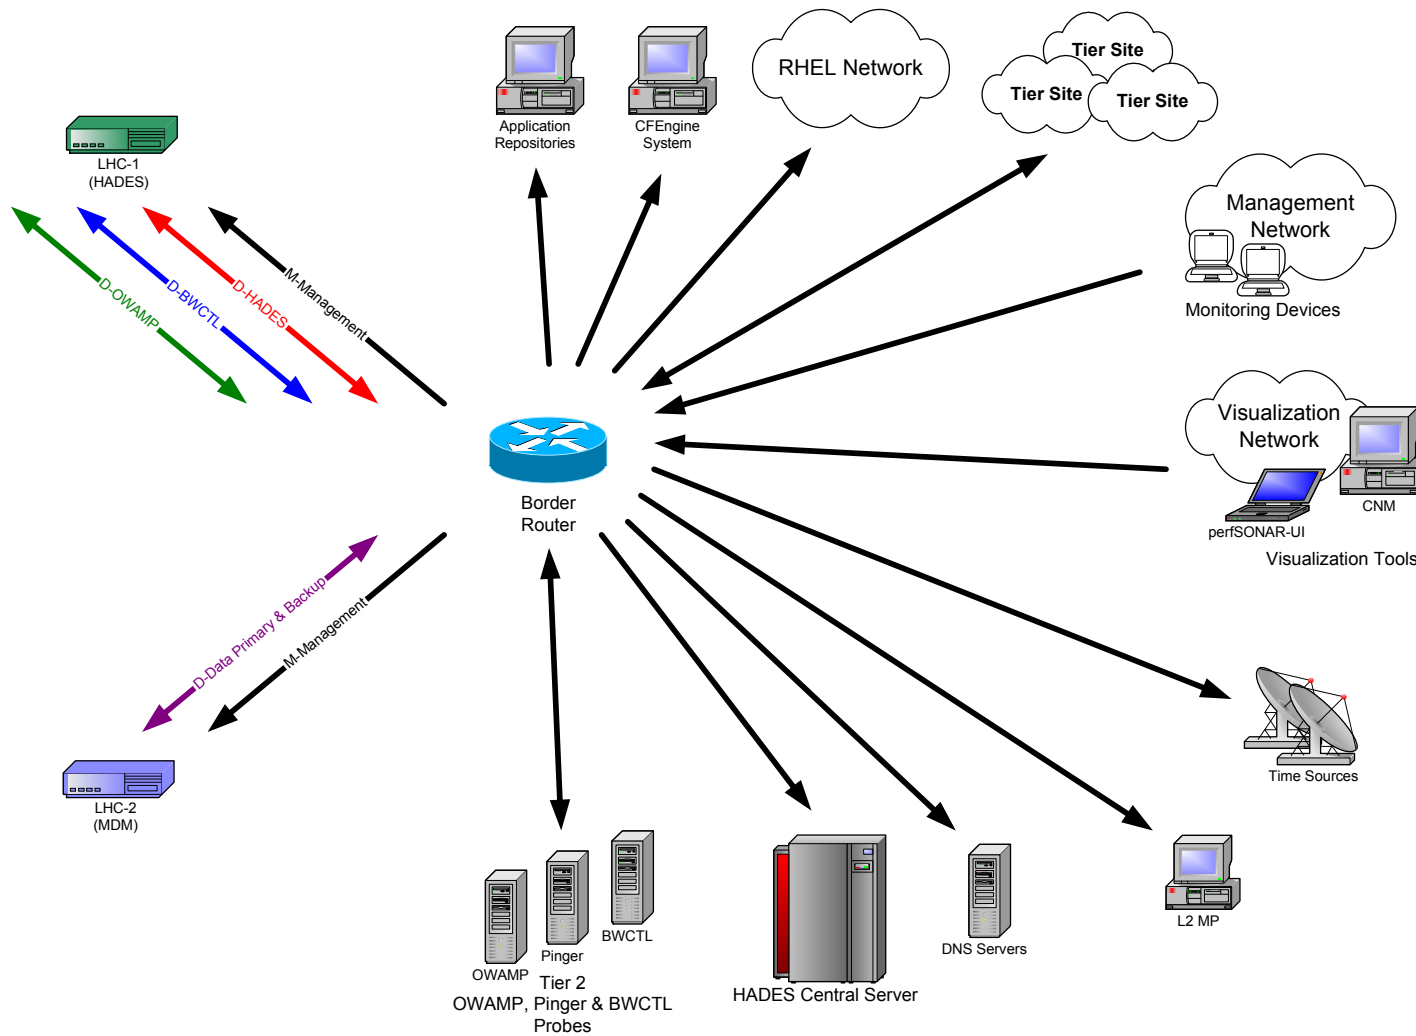 Application
Repositories
CFEngine
System
RHEL Network
Tier Site
Tier Site
Tier Site
LHC-1
(HADES)
Management
Network
Monitoring Devices
D-OWAMP
D-BWCTL
D-HADES
M-Management
Visualization
Network
CNM
perfSONAR-UI
Visualization Tools
Border
Router
D-Data Primary & Backup
M-Management
LHC-2
(MDM)
Time Sources
OWAMP
Pinger
BWCTL
Tier 2
OWAMP, Pinger & BWCTL
Probes
HADES Central Server
DNS Servers
L2 MP